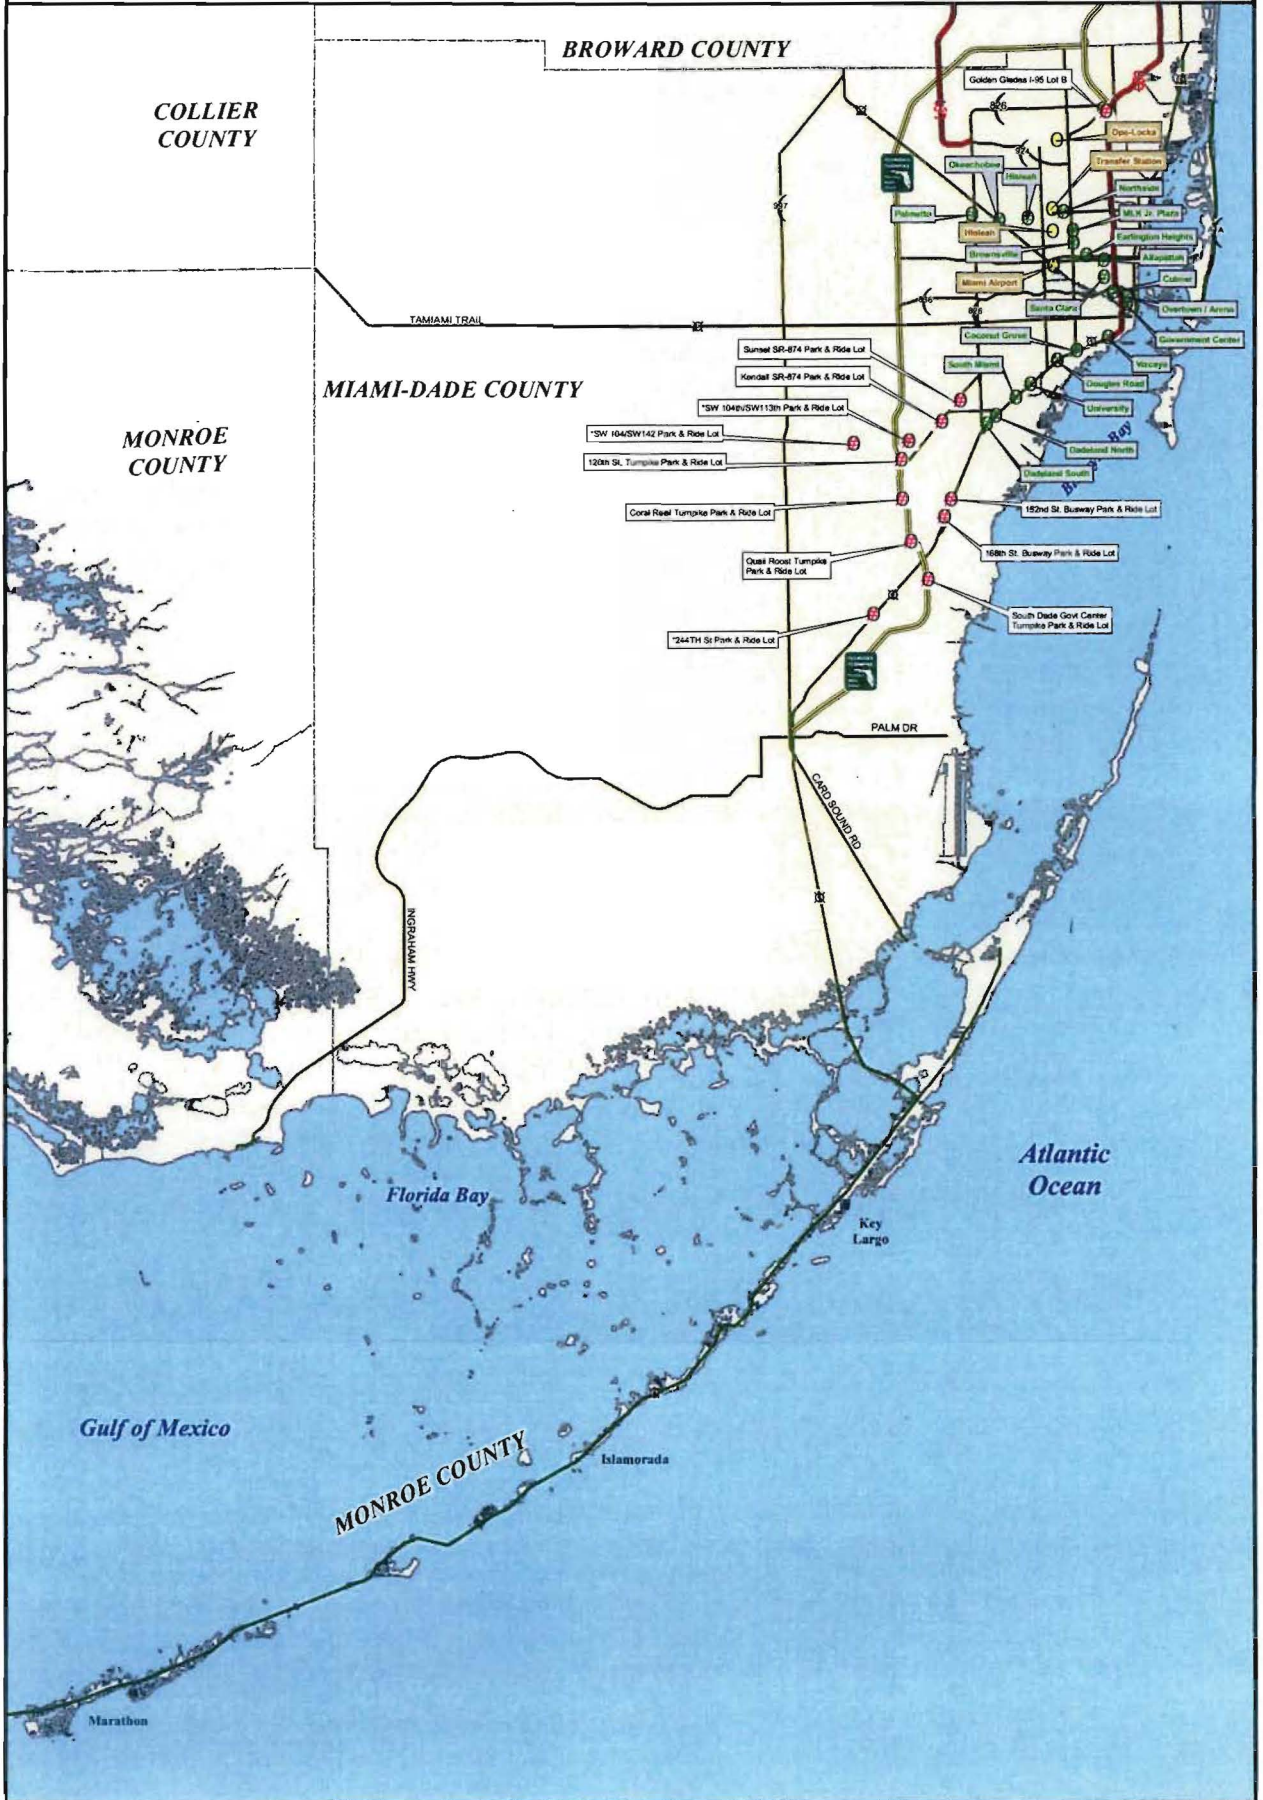 BROWARD COUNTY
COLLIER
COUNTY
Golden Glades I-95 Lot B
826
Opa-Locka
924
Transfer Station
Okeechobee
Hialeah
Northside
Palmetto
MLK Jr. Plaza
997
Hialeah
Earlington Heights
Brownsville
Allapattah
A1A
Miami Airport
Culmer
836
826
Santa Clara
Overtown / Arena
TAMIAMI TRAIL
Government Center
Coconut Grove
Sunset SR-874 Park & Ride Lot
South Miami
Vizcaya
Kendall SR-874 Park & Ride Lot
Douglas Road
MIAMI-DADE COUNTY
*SW 104th/SW113th Park & Ride Lot
University
MONROE
COUNTY
*SW 104/SW142 Park & Ride Lot
Bay
Dadeland North
120th St. Turnpike Park & Ride Lot
Dadeland South
Coral Reef Turnpike Park & Ride Lot
152nd St. Busway Park & Ride Lot
168th St. Busway Park & Ride Lot
Quail Roost Turnpike
Park & Ride Lot
South Dade Govt Center
Turnpike Park & Ride Lot
*244TH St Park & Ride Lot
PALM DR
CARD SOUND RD
INGRAHAM HWY
Atlantic
Ocean
Florida Bay
Key
Largo
Gulf of Mexico
MONROE COUNTY
Islamorada
Marathon